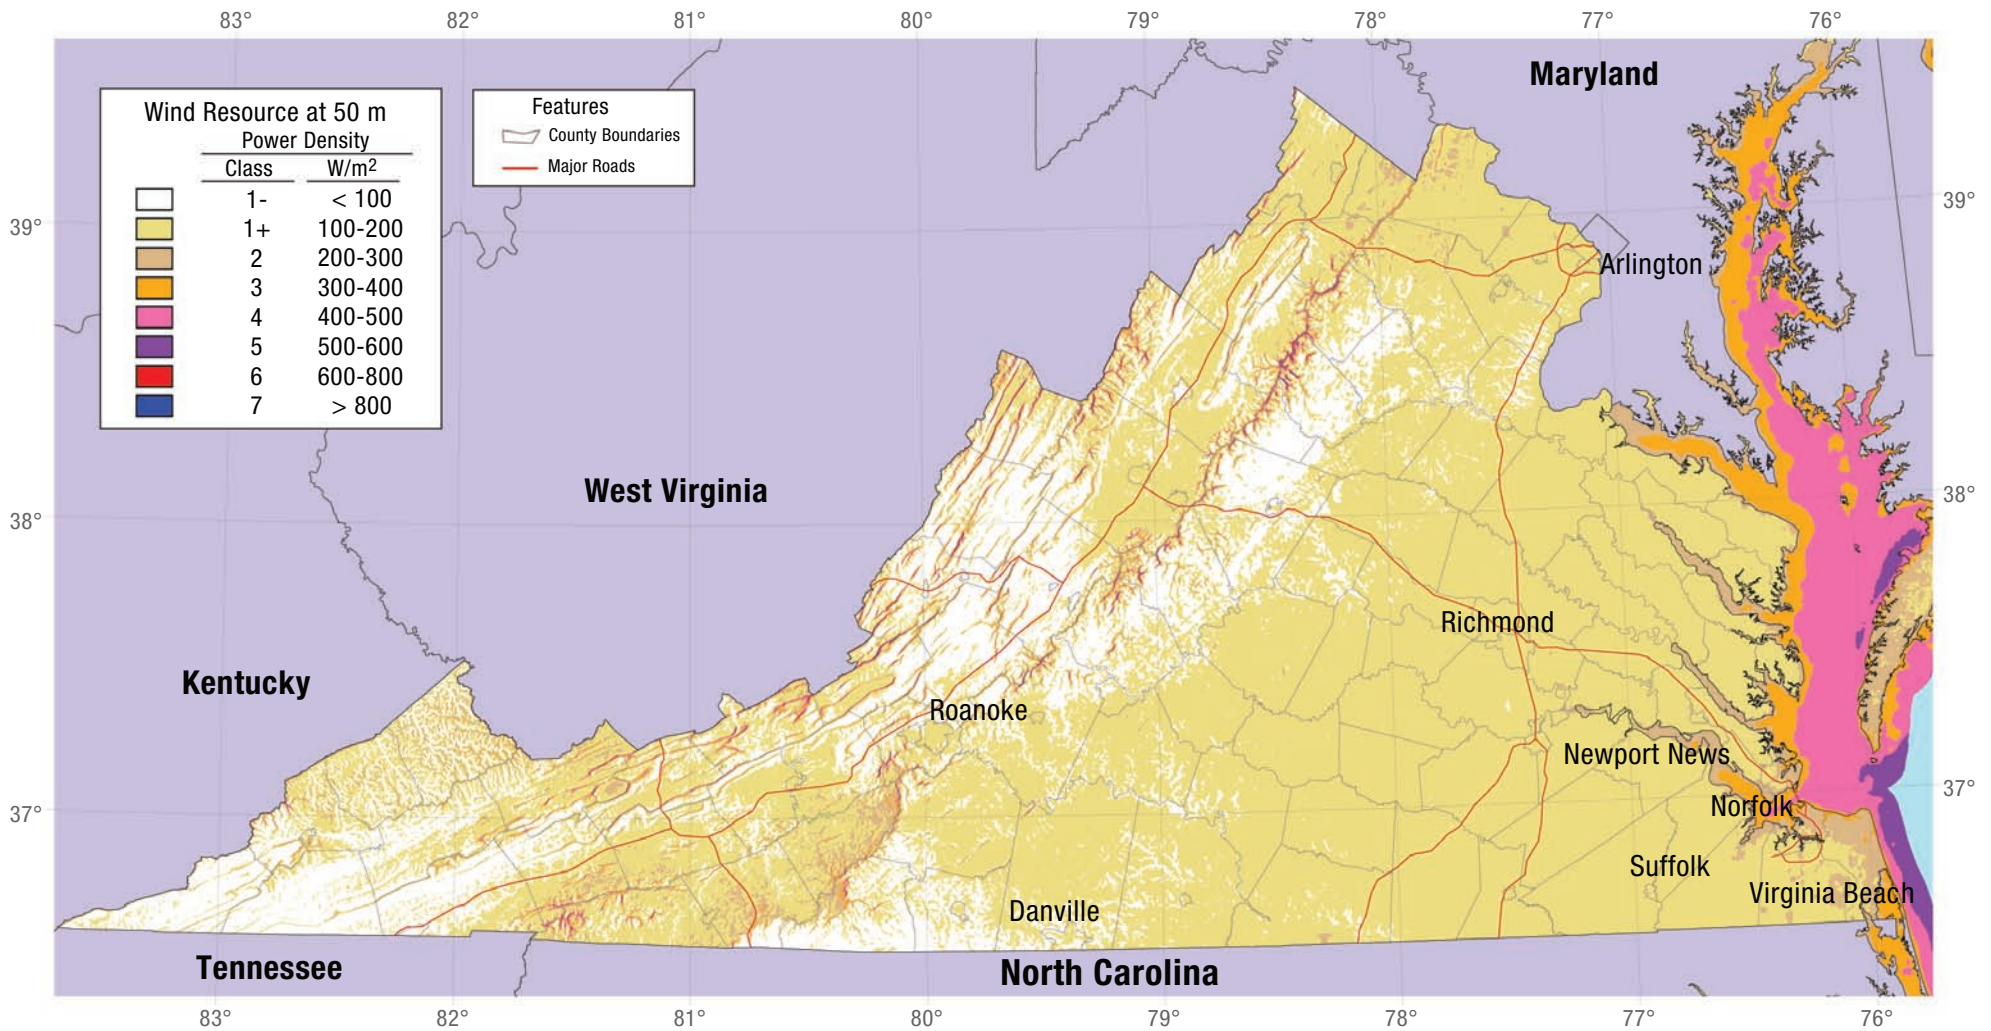 83° 82° 81° 80° 79° 78° 77° 76°
Maryland
Wind Resource at 50 m
Power Density
Class W/m2
1- < 100
1+ 100-200
2 200-300
3 300-400
4 400-500
5 500-600
6 600-800
7 > 800
Features
County Boundaries
Major Roads
39° 39°
Arlington
West Virginia
38° 38°
Richmond
Kentucky
Roanoke
Newport News
37° 37°
Norfolk
Suffolk
Virginia Beach
Danville
Tennessee
North Carolina
83° 82° 81° 80° 79° 78° 77° 76°